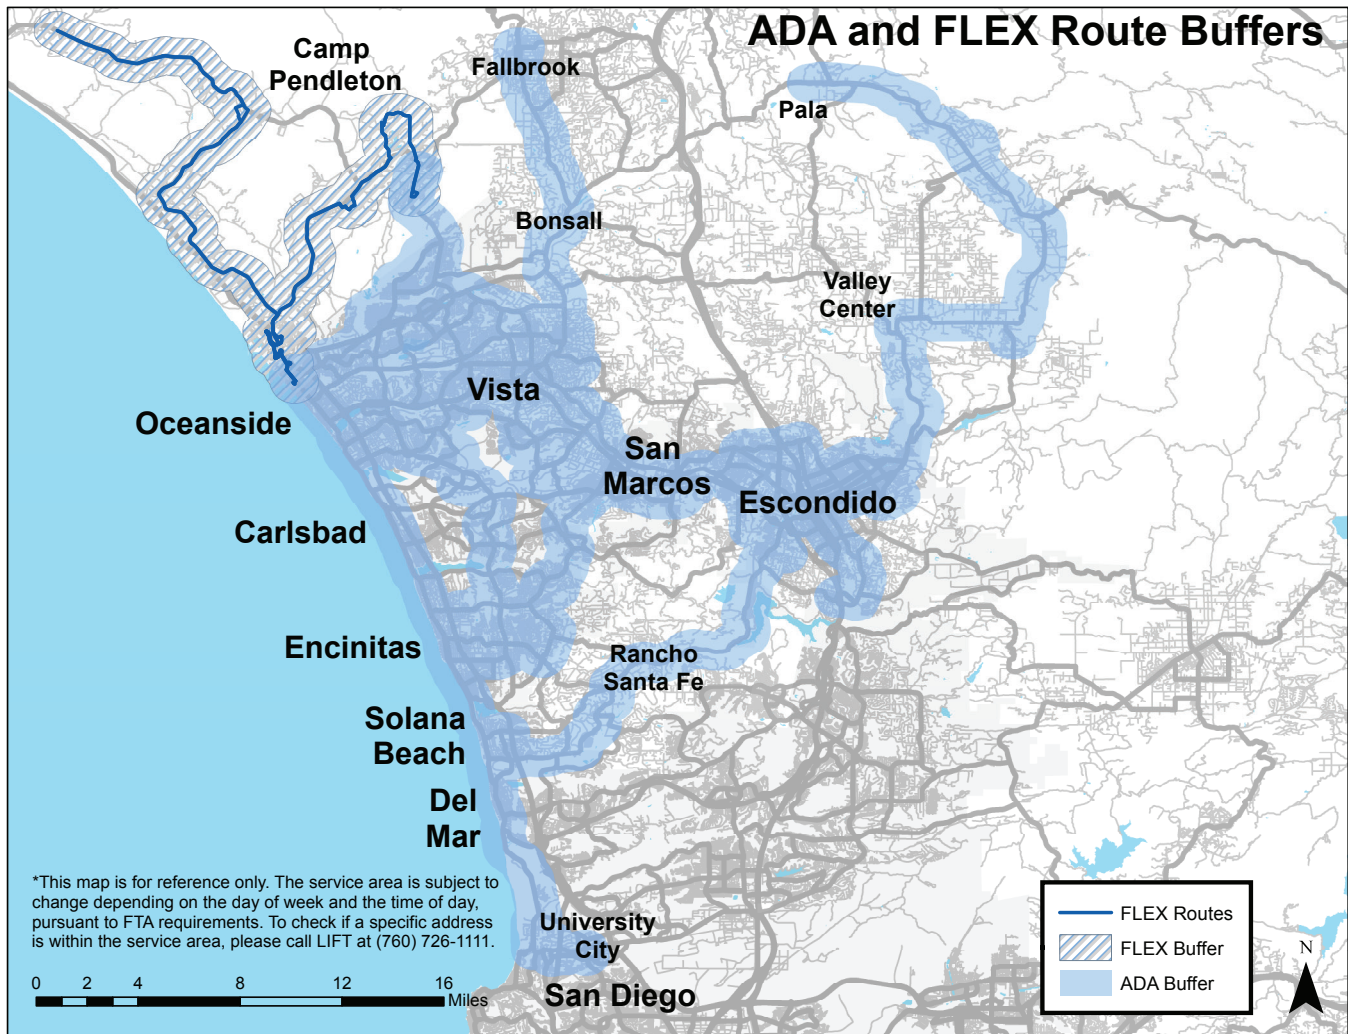 ADA and FLEX Route Buffers
Camp
Pendleton
Fallbrook
Pala
Bonsall
Valley
Center
Vista
Oceanside
San
Marcos
Escondido
Carlsbad
Encinitas
Rancho
Santa Fe
Solana
Beach
Del
Mar
*This map is for reference only. The service area is subject to
change depending on the day of week and the time of day,
pursuant to FTA requirements. To check if a specific address
is within the service area, please call LIFT at (760) 726-1111.
University
City
San Diego
0 2 4 8 12 16
Miles
FLEX Routes
FLEX Buffer
ADA Buffer
N